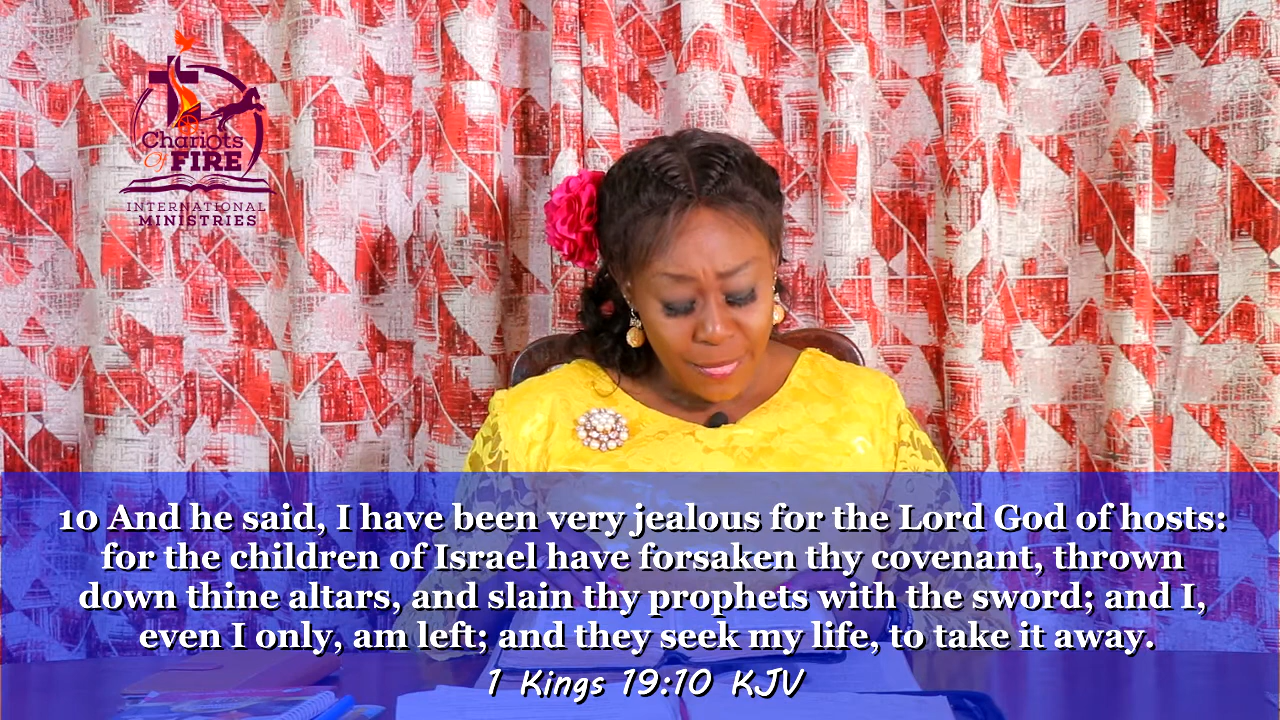 Chariots
Of FIRE
INTERNATIONAL
MINISTRIES
10 And he said, I have been very jealous for the Lord God of hosts:
for the children of Israel have forsaken thy covenant, thrown
down thine altars, and slain thy prophets with the sword; and I,
even I only, am left; and they seek my life, to take it away.
1 Kings 19:10 KJV